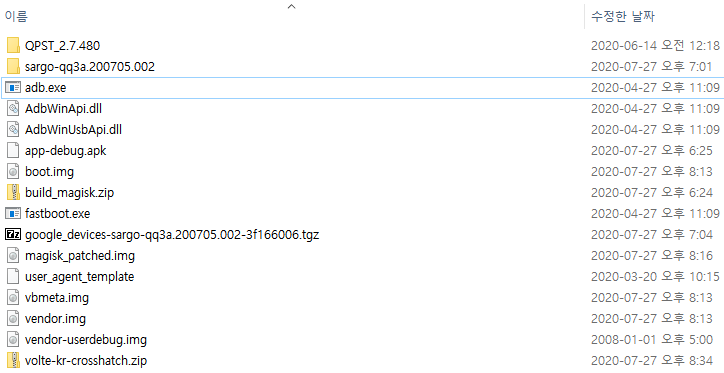 이름 수정한 날짜
QPST_2.7.480 2020-06-14 오전 12:18
sargo-qq3a.200705.002 2020-07-27 오후 7:01
adb.exe 2020-04-27 오후 11:09
AdbWinApi.dll 2020-04-27 오후 11:09
AdbWinUsbApi.dll 2020-04-27 오후 11:09
app-debug.apk 2020-07-27 오후 6:25
boot.img 2020-07-27 오후 8:13
build_magisk.zip 2020-07-27 오후 6:24
fastboot.exe 2020-04-27 오후 11:09
google_devices-sargo-qq3a.200705.002-3f166006.tgz 2020-07-27 오후 7:04
magisk_patched.img 2020-07-27 오후 8:16
user_agent_template 2020-03-20 오후 10:15
vbmeta.img 2020-07-27 오후 8:13
vendor.img 2020-07-27 오후 8:13
vendor-userdebug.img 2008-01-01 오후 5:00
volte-kr-crosshatch.zip 2020-07-27 오후 8:34